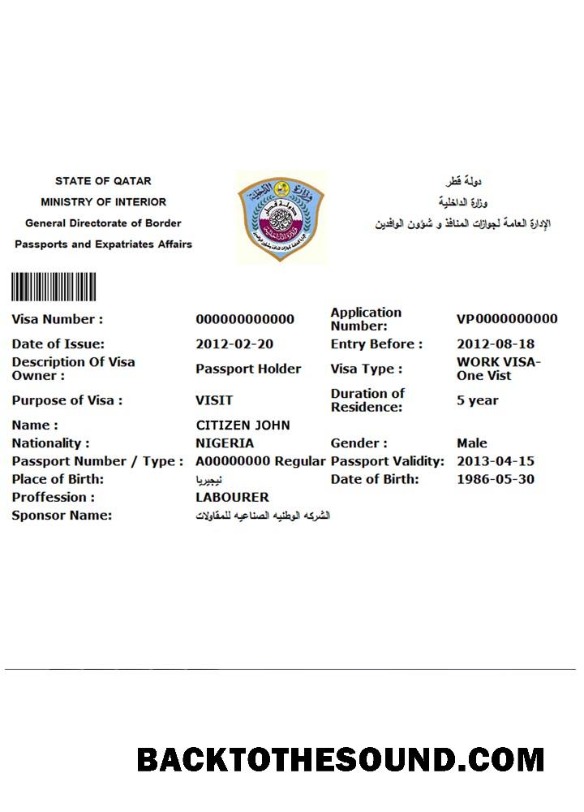 STATE OF QATAR
MINISTRY OF INTERIOR
General Directorate of Border
Passports and Expatriates Affairs
دولة قطر
وزارة الداخلية
الإدارة العامة لجوازات المنافذ و شؤون الوافدين
Visa Number : 000000000000 Application Number: VP0000000000
Date of Issue: 2012-02-20 Entry Before : 2012-08-18
Description Of Visa Owner : Passport Holder Visa Type : WORK VISA- One Vist
Purpose of Visa : VISIT Duration of Residence: 5 year
Name : CITIZEN JOHN
Nationality : NIGERIA Gender : Male
Passport Number / Type : A00000000 Regular Passport Validity: 2013-04-15
Place of Birth: نيجيريا Date of Birth: 1986-05-30
Proffession : LABOURER
Sponsor Name: الشركه الوطنيه الصناعيه للمقاولات
BACKTOTHESOUND.COM